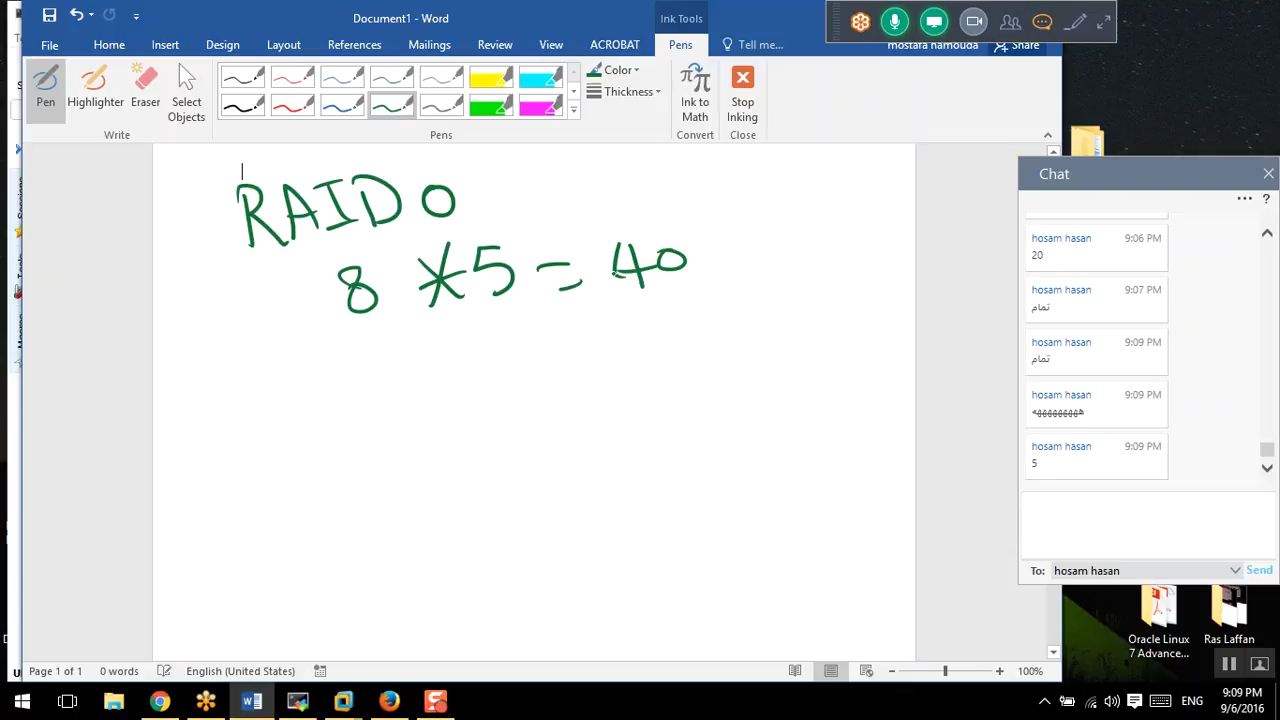 Document1 - Word
Ink Tools
File
Home
Insert
Design
Layout
References
Mailings
Review
View
ACROBAT
Pens
Tell me...
mostafa hamouda
Share
Pen
Highlighter
Eraser
Select
Objects
Color
Thickness
Ink to
Math
Stop
Inking
Write
Pens
Convert
Close
RAID 0
8 * 5 = 40
Chat
hosam hasan 9:06 PM
20
hosam hasan 9:07 PM
تمام
hosam hasan 9:09 PM
تمام
hosam hasan 9:09 PM
hosam hasan 9:09 PM
5
To: hosam hasan
Send
Oracle Linux
7 Advance...
Ras Laffan
Page 1 of 1
0 words
English (United States)
100%
ENG
9:09 PM
9/6/2016